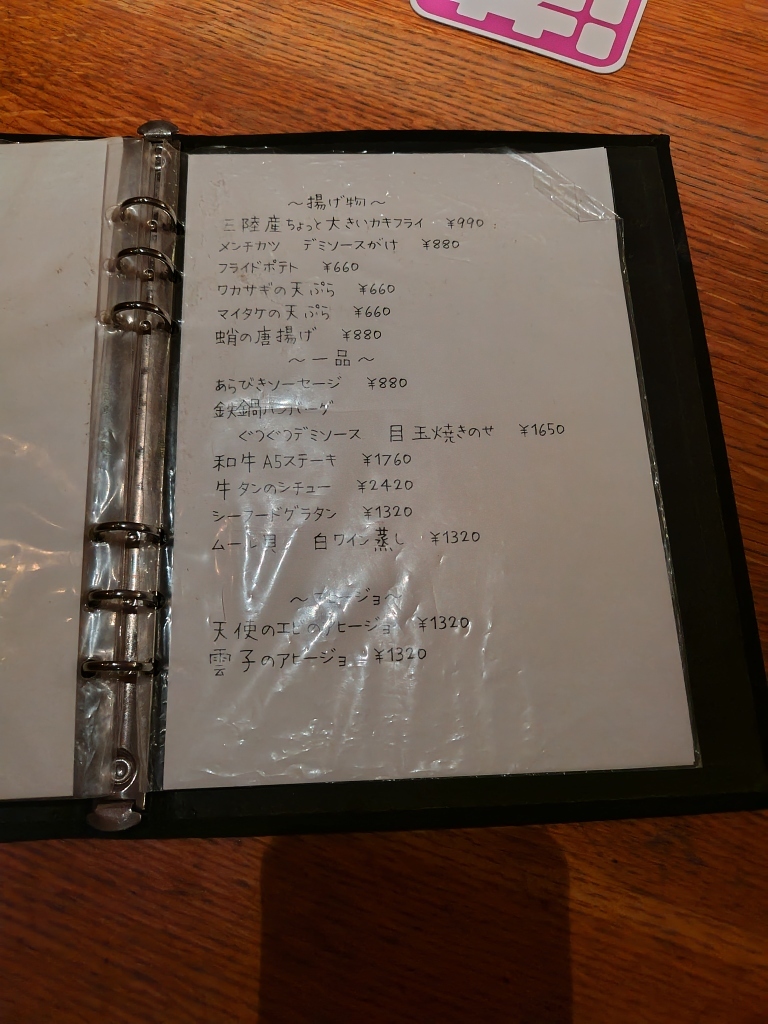 ～揚げ物～
三陸産ちょっと大きいカキフライ ¥990
メンチカツ デミソースがけ ¥880
フライドポテト ¥660
ワカサギの天ぷら ¥660
マイタケの天ぷら ¥660
蛸の唐揚げ ¥880
～一品～
あらびきソーセージ ¥880
鉄鍋ハンバーグ
ぐつぐつデミソース 目玉焼きのせ ¥1650
和牛A5ステーキ ¥1760
牛タンのシチュー ¥2420
シーフードグラタン ¥1320
ムール貝 白ワイン蒸し ¥1320
～アヒージョ～
天使のエビのアヒージョ ¥1320
雲子のアヒージョ ¥1320